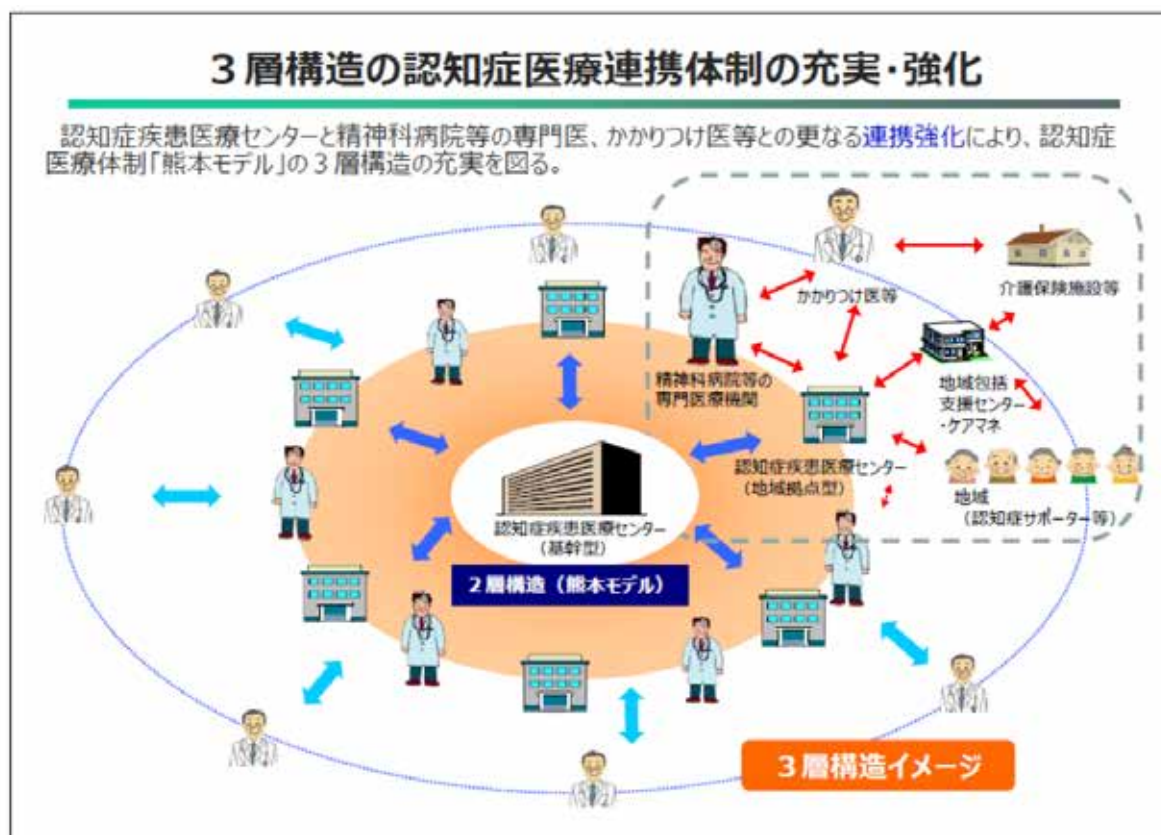 3層構造の認知症医療連携体制の充実・強化
認知症疾患医療センターと精神科病院等の専門医、かかりつけ医等との更なる連携強化により、認知症
医療体制「熊本モデル」の3層構造の充実を図る。
かかりつけ医等
介護保険施設等
精神科病院等の
専門医療機関
地域包括
支援センター
・ケアマネ
認知症疾患医療センター
（地域拠点型）
地域
（認知症サポーター等）
認知症疾患医療センター
（基幹型）
2層構造（熊本モデル）
3層構造イメージ